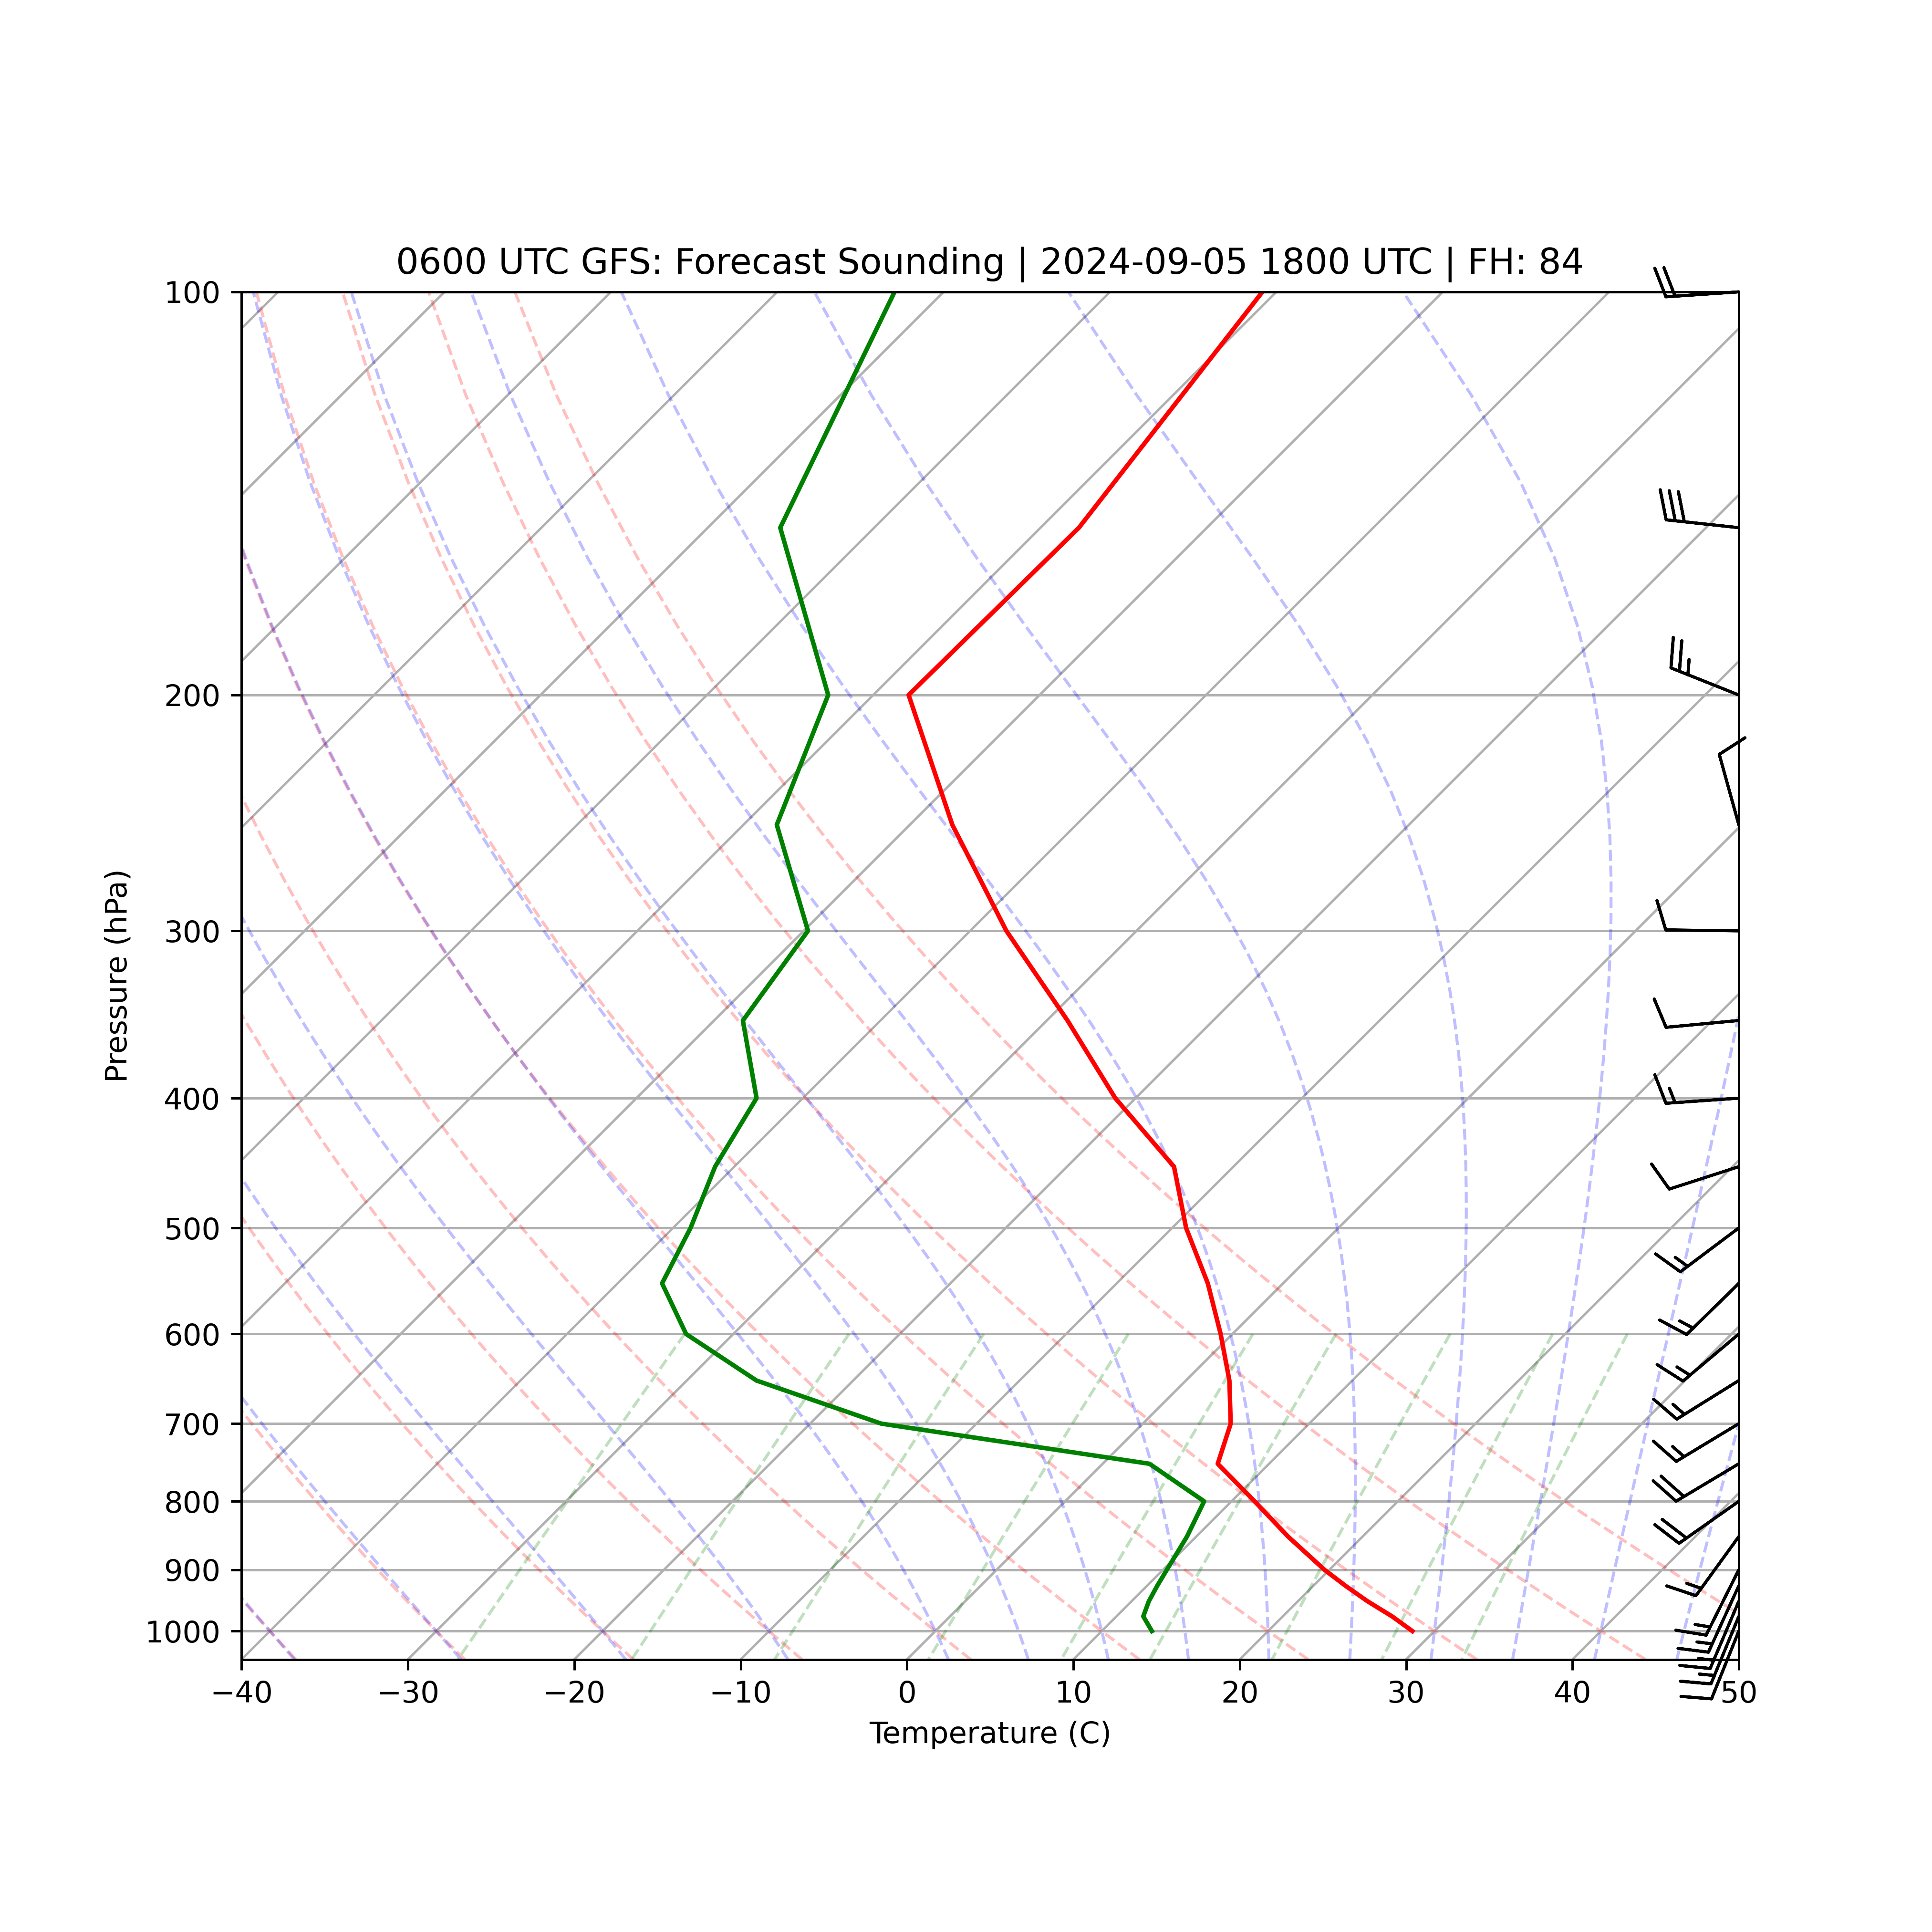 0600 UTC GFS: Forecast Sounding | 2024-09-05 1800 UTC | FH: 84
100
200
300
400
500
600
700
800
900
1000
Pressure (hPa)
−40 −30 −20 −10 0 10 20 30 40 50
Temperature (C)